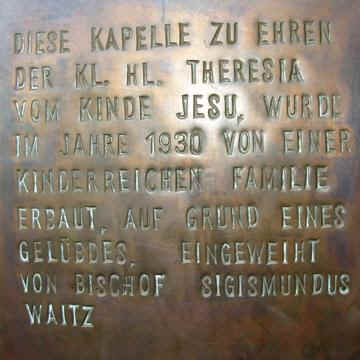 DIESE KAPELLE ZU EHREN
DER KL. HL. THERESIA
VOM KINDE JESU, WURDE
IM JAHRE 1930 VON EINER
KINDERREICHEN FAMILIE
ERBAUT, AUF GRUND EINES
GELÜBDES, EINGEWEIHT
VON BISCHOF SIGISMUNDUS
WAITZ